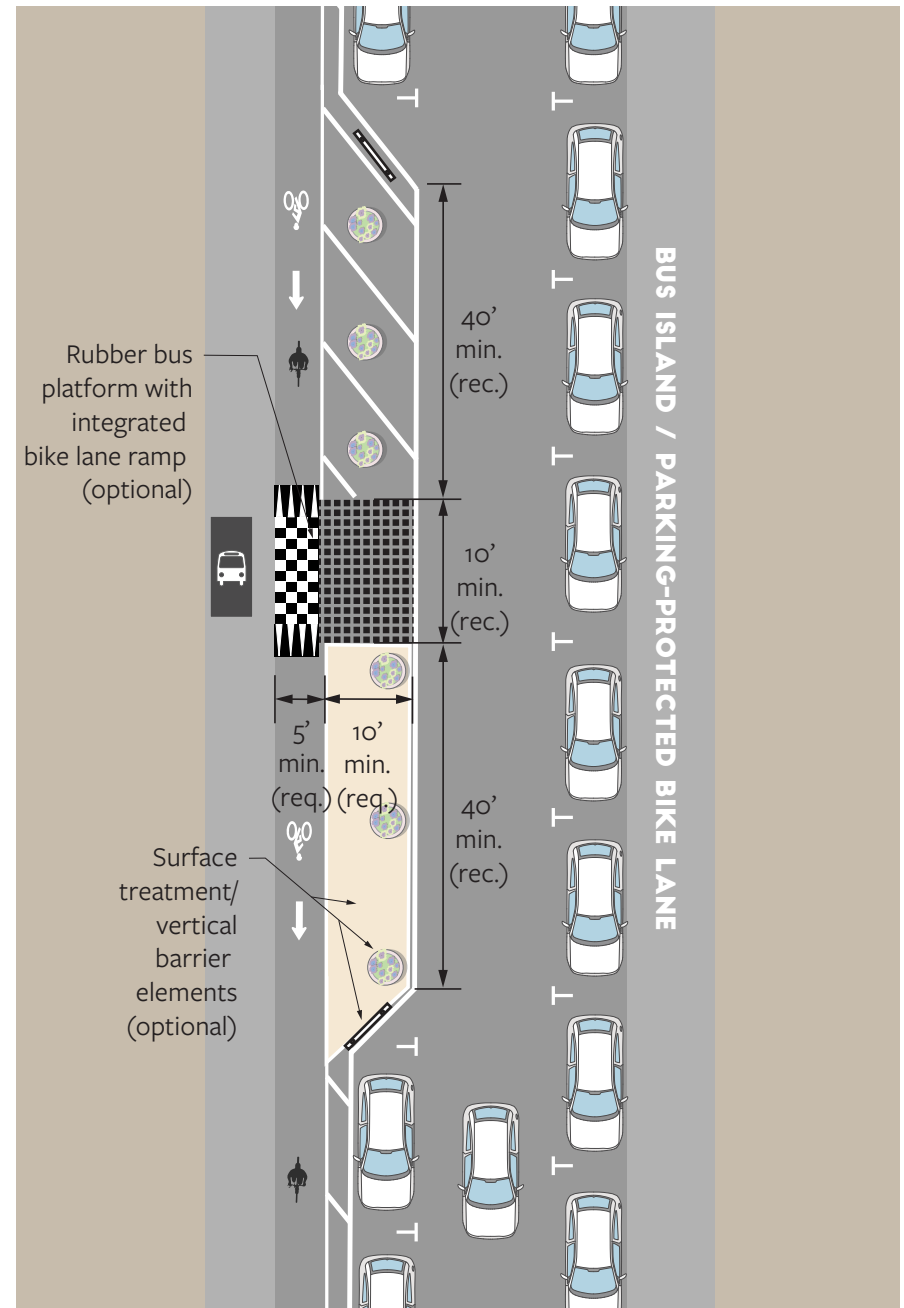 BUS ISLAND / PARKING-PROTECTED BIKE LANE
40'
min.
(rec.)
Rubber bus
platform with
integrated
bike lane ramp
(optional)
10'
min.
(rec.)
5'
min.
(req.)
10'
min.
(req.)
40'
min.
(rec.)
Surface
treatment/
vertical
barrier
elements
(optional)